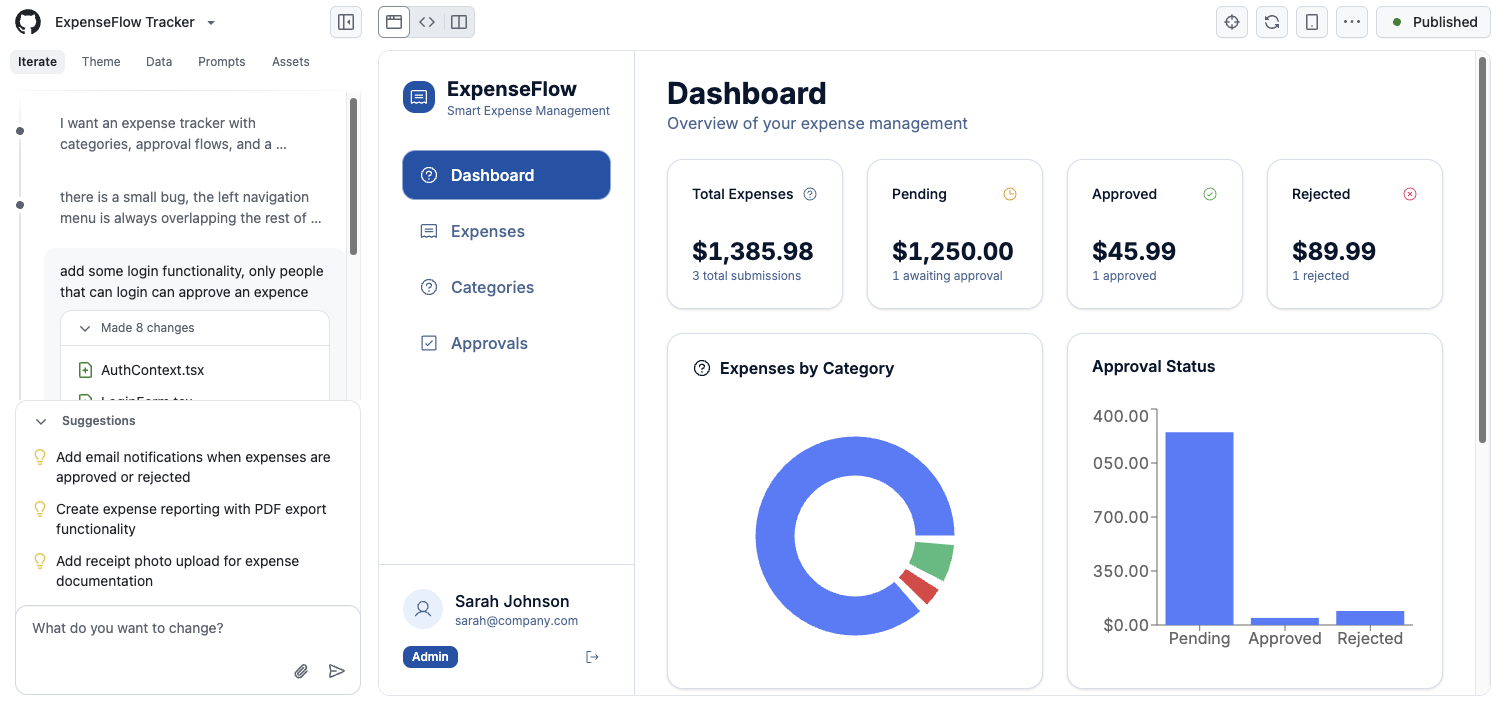 ExpenseFlow Tracker
Published
Iterate
Theme
Data
Prompts
Assets
I want an expense tracker with
categories, approval flows, and a ...
there is a small bug, the left navigation
menu is always overlapping the rest of ...
add some login functionality, only people
that can login can approve an expence
Made 8 changes
AuthContext.tsx
Suggestions
Add email notifications when expenses are
approved or rejected
Create expense reporting with PDF export
functionality
Add receipt photo upload for expense
documentation
What do you want to change?
ExpenseFlow
Smart Expense Management
Dashboard
Expenses
Categories
Approvals
Sarah Johnson
sarah@company.com
Admin
Dashboard
Overview of your expense management
Total Expenses
$1,385.98
3 total submissions
Pending
$1,250.00
1 awaiting approval
Approved
$45.99
1 approved
Rejected
$89.99
1 rejected
Expenses by Category
Approval Status
400.00
050.00
700.00
350.00
$0.00
Pending
Approved
Rejected